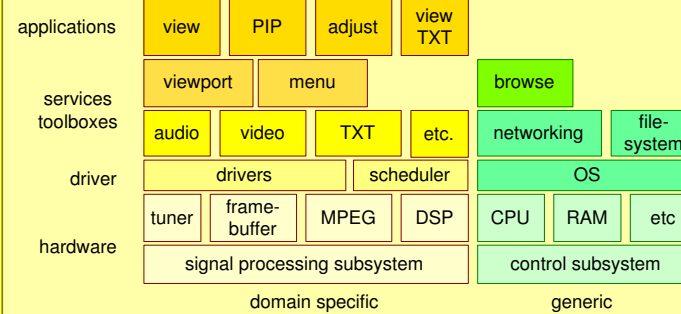 applications
view
PIP
adjust
view
TXT
viewport
menu
browse
services
toolboxes
audio
video
TXT
etc.
networking
file-
system
driver
drivers
scheduler
OS
hardware
tuner
frame-
buffer
MPEG
DSP
CPU
RAM
etc
signal processing subsystem
control subsystem
domain specific
generic